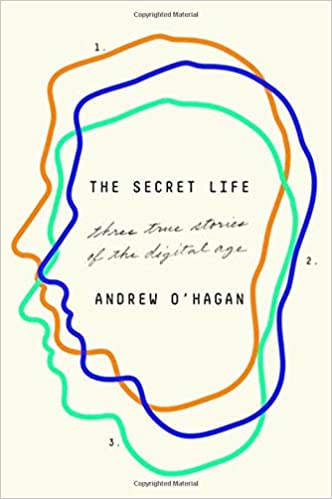 Copyrighted Material
1.
THE SECRET LIFE
three true stories
of the digital age
2.
ANDREW O'HAGAN
3.
Copyrighted Material